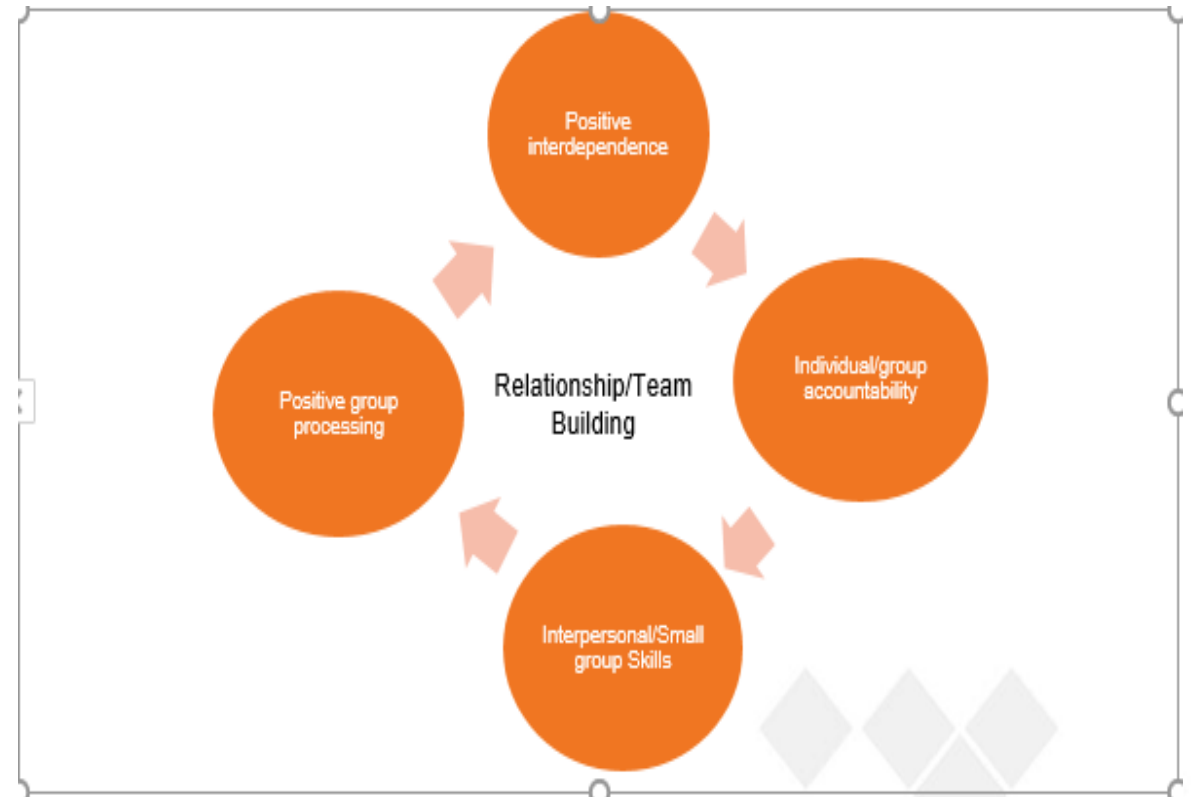 Positive
interdependence
Individual/group
accountability
Relationship/Team
Building
Positive group
processing
Interpersonal/Small
group Skills